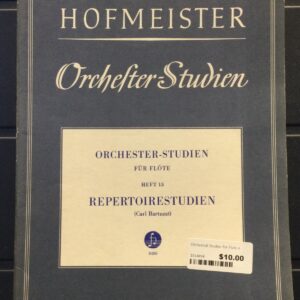 HOFMEISTER
Orchester-Studien
ORCHESTER-STUDIEN
FÜR FLÖTE
HEFT 13
REPERTOIRESTUDIEN
(Carl Bartuzat)
$10.00